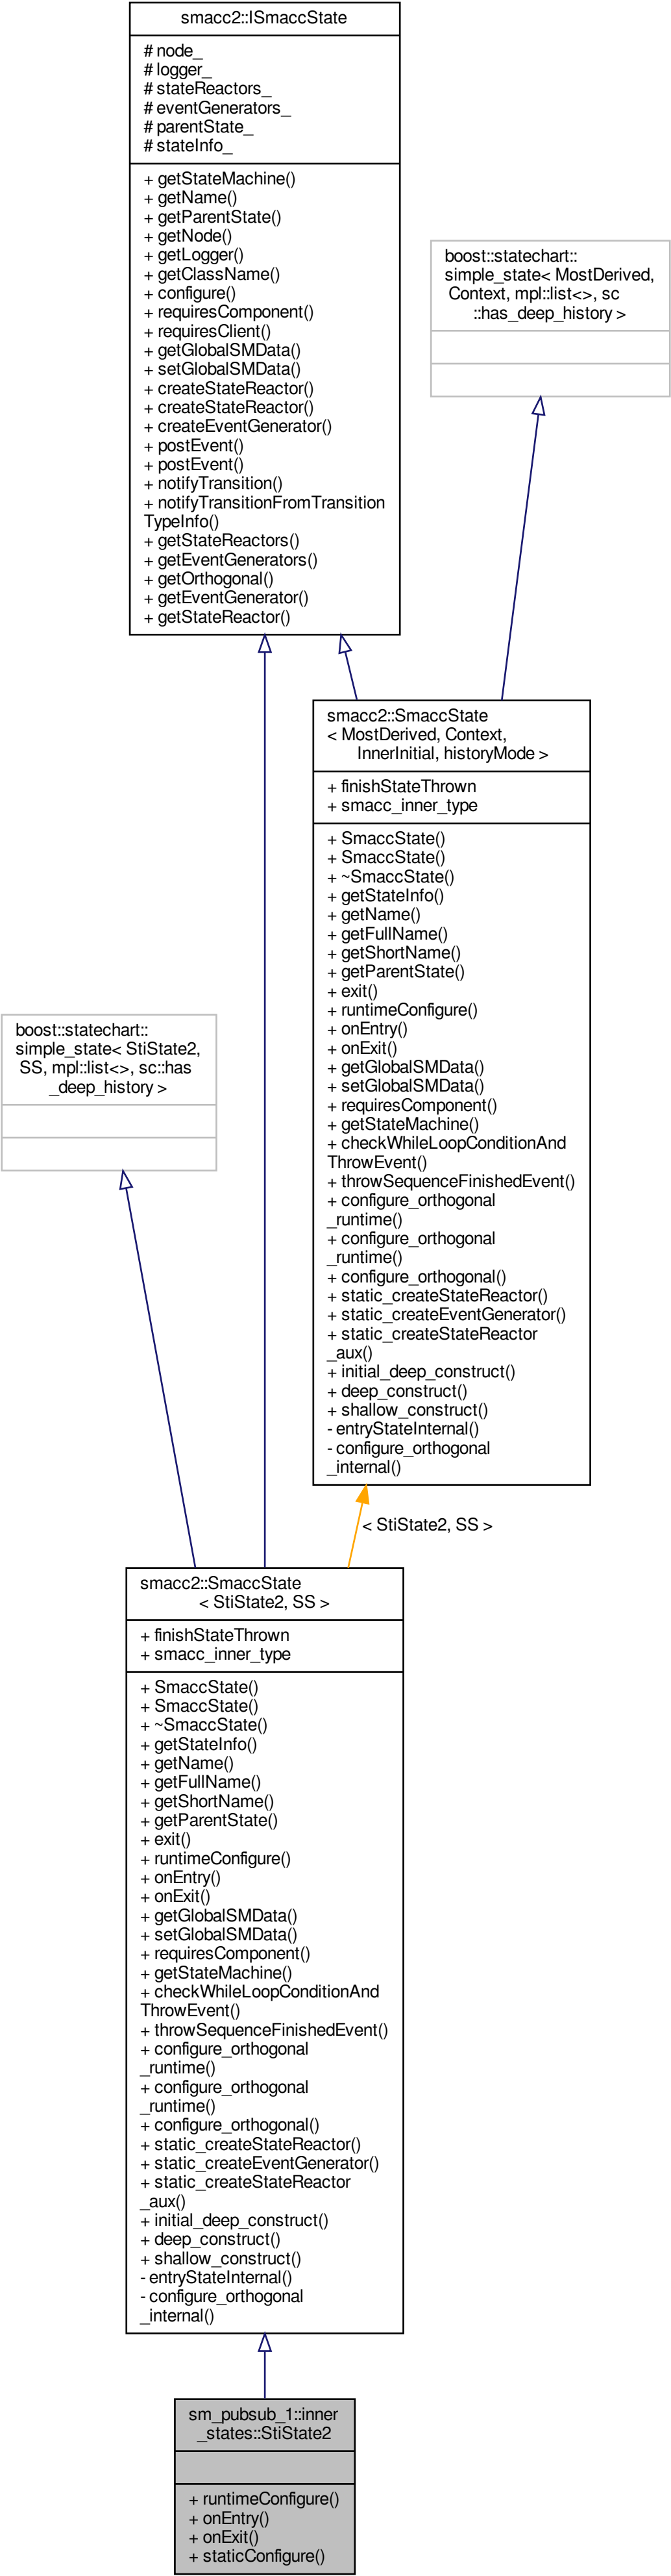 smacc2::ISmaccState
# node_
# logger_
# stateReactors_
# eventGenerators_
# parentState_
# stateInfo_
+ getStateMachine()
+ getName()
+ getParentState()
+ getNode()
+ getLogger()
+ getClassName()
+ configure()
+ requiresComponent()
+ requiresClient()
+ getGlobalSMData()
+ setGlobalSMData()
+ createStateReactor()
+ createStateReactor()
+ createEventGenerator()
+ postEvent()
+ postEvent()
+ notifyTransition()
+ notifyTransitionFromTransition
TypeInfo()
+ getStateReactors()
+ getEventGenerators()
+ getOrthogonal()
+ getEventGenerator()
+ getStateReactor()
boost::statechart::
simple_state< MostDerived,
Context, mpl::list<>, sc
::has_deep_history >
smacc2::SmaccState
< MostDerived, Context,
InnerInitial, historyMode >
+ finishStateThrown
+ smacc_inner_type
+ SmaccState()
+ SmaccState()
+ ~SmaccState()
+ getStateInfo()
+ getName()
+ getFullName()
+ getShortName()
+ getParentState()
+ exit()
+ runtimeConfigure()
+ onEntry()
+ onExit()
+ getGlobalSMData()
+ setGlobalSMData()
+ requiresComponent()
+ getStateMachine()
+ checkWhileLoopConditionAnd
ThrowEvent()
+ throwSequenceFinishedEvent()
+ configure_orthogonal
_runtime()
+ configure_orthogonal
_runtime()
+ configure_orthogonal()
+ static_createStateReactor()
+ static_createEventGenerator()
+ static_createStateReactor
_aux()
+ initial_deep_construct()
+ deep_construct()
+ shallow_construct()
- entryStateInternal()
- configure_orthogonal
_internal()
boost::statechart::
simple_state< StiState2,
SS, mpl::list<>, sc::has
_deep_history >
< StiState2, SS >
smacc2::SmaccState
< StiState2, SS >
+ finishStateThrown
+ smacc_inner_type
+ SmaccState()
+ SmaccState()
+ ~SmaccState()
+ getStateInfo()
+ getName()
+ getFullName()
+ getShortName()
+ getParentState()
+ exit()
+ runtimeConfigure()
+ onEntry()
+ onExit()
+ getGlobalSMData()
+ setGlobalSMData()
+ requiresComponent()
+ getStateMachine()
+ checkWhileLoopConditionAnd
ThrowEvent()
+ throwSequenceFinishedEvent()
+ configure_orthogonal
_runtime()
+ configure_orthogonal
_runtime()
+ configure_orthogonal()
+ static_createStateReactor()
+ static_createEventGenerator()
+ static_createStateReactor
_aux()
+ initial_deep_construct()
+ deep_construct()
+ shallow_construct()
- entryStateInternal()
- configure_orthogonal
_internal()
sm_pubsub_1::inner
_states::StiState2
+ runtimeConfigure()
+ onEntry()
+ onExit()
+ staticConfigure()